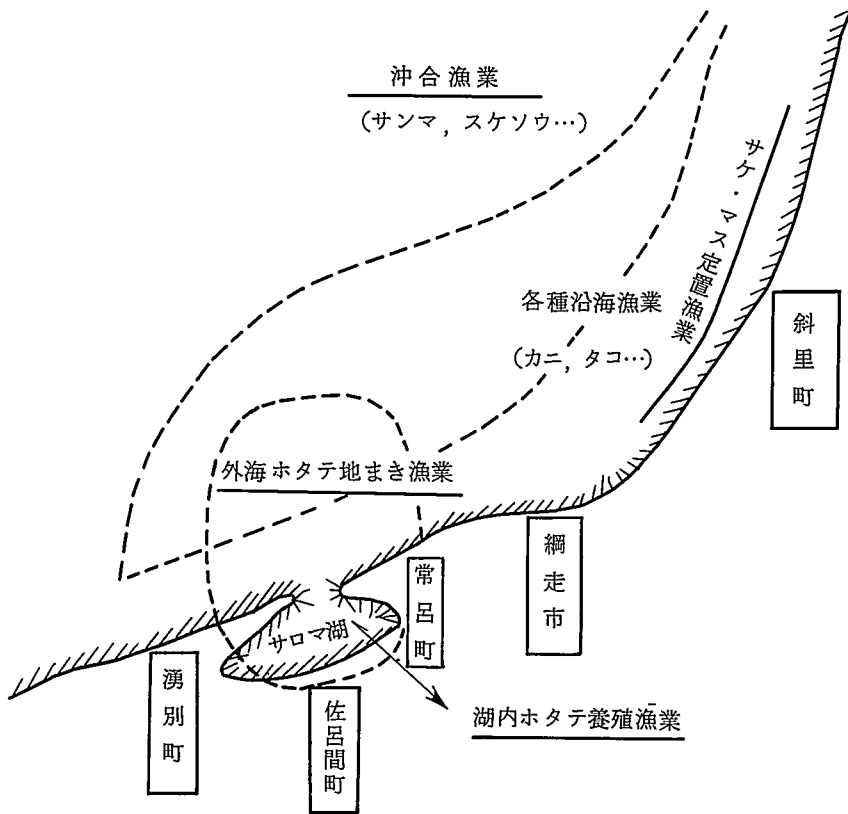 沖合漁業
(サンマ，スケソウ…)
サケ・マス定置漁業
各種沿海漁業
(カニ，タコ…)
斜里町
外海ホタテ地まき漁業
網走市
常呂町
サロマ湖
湧別町
佐呂間町
湖内ホタテ養殖漁業